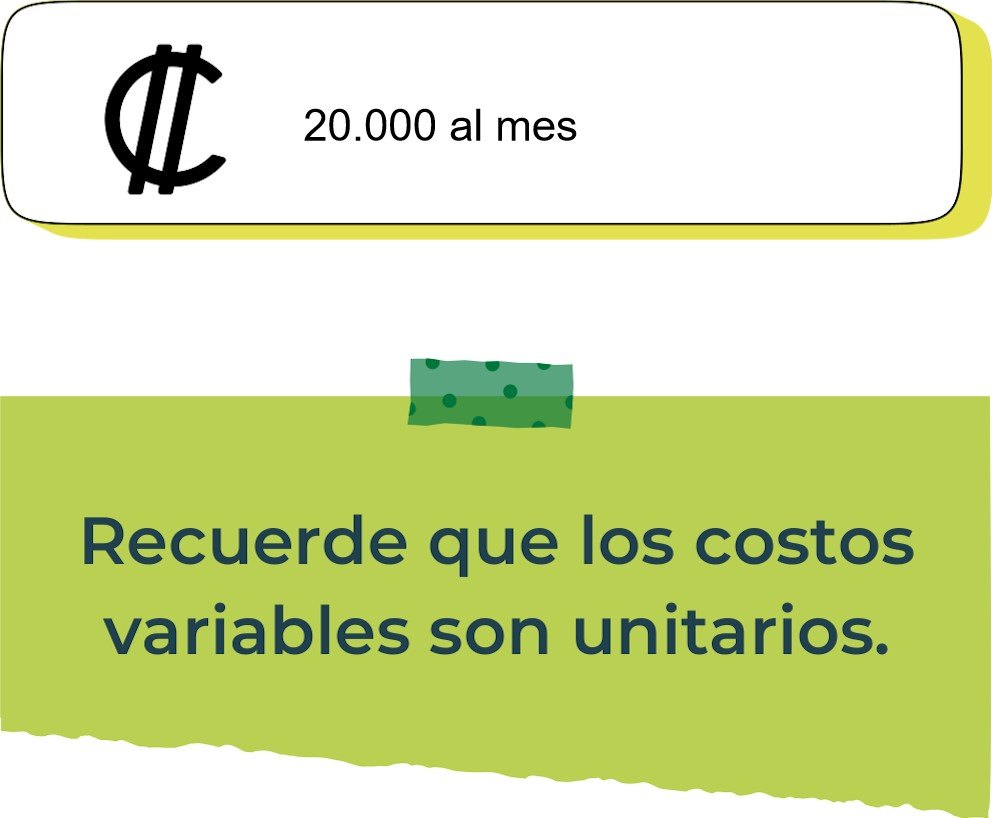 ₡ 20.000 al mes
Recuerde que los costos
variables son unitarios.